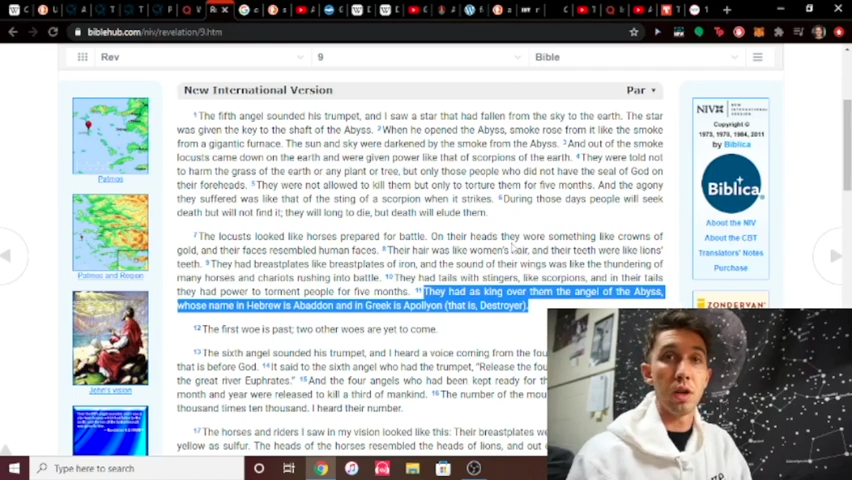 biblehub.com/niv/revelation/9.htm
Rev
9
Bible
New International Version
Par
1The fifth angel sounded his trumpet, and I saw a star that had fallen from the sky to the earth. The star
was given the key to the shaft of the Abyss. 2When he opened the Abyss, smoke rose from it like the smoke
from a gigantic furnace. The sun and sky were darkened by the smoke from the Abyss. 3And out of the smoke
locusts came down on the earth and were given power like that of scorpions of the earth. 4They were told not
to harm the grass of the earth or any plant or tree, but only those people who did not have the seal of God on
their foreheads. 5They were not allowed to kill them but only to torture them for five months. And the agony
they suffered was like that of the sting of a scorpion when it strikes. 6During those days people will seek
death but will not find it; they will long to die, but death will elude them.
7The locusts looked like horses prepared for battle. On their heads they wore something like crowns of
gold, and their faces resembled human faces. 8Their hair was like women's hair, and their teeth were like lions'
teeth. 9They had breastplates like breastplates of iron, and the sound of their wings was like the thundering of
many horses and chariots rushing into battle. 10They had tails with stingers, like scorpions, and in their tails
they had power to torment people for five months. 11They had as king over them the angel of the Abyss,
whose name in Hebrew is Abaddon and in Greek is Apollyon (that is, Destroyer).
12The first woe is past; two other woes are yet to come.
13The sixth angel sounded his trumpet, and I heard a voice coming from the fou
that is before God. 14It said to the sixth angel who had the trumpet, "Release the fou
the great river Euphrates." 15And the four angels who had been kept ready for th
month and year were released to kill a third of mankind. 16The number of the mou
thousand times ten thousand. I heard their number.
17The horses and riders I saw in my vision looked like this: Their breastplates we
yellow as sulfur. The heads of the horses resembled the heads of lions, and out o
Patmos
Patmos and Region
John's vision
NIV
Copyright ©
1973, 1978, 1984, 2011
by Biblica
Biblica
About the NIV
About the CBT
Translators' Notes
Purchase
ZONDERVAN
Type here to search